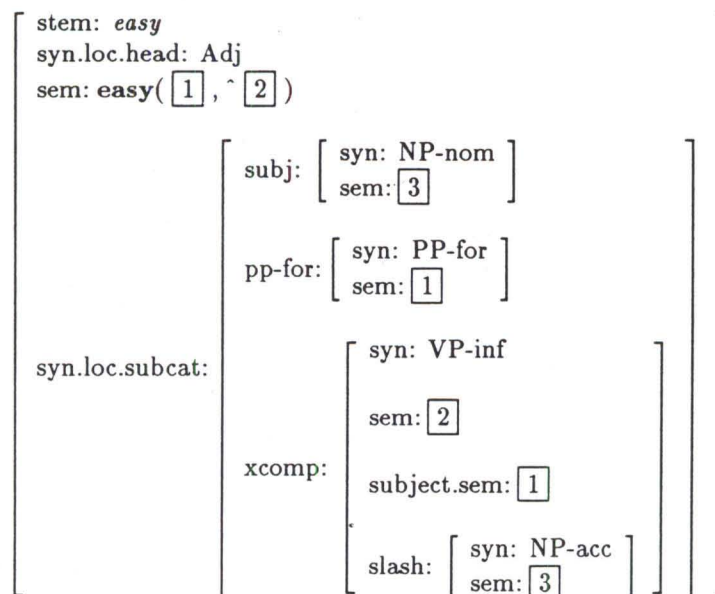 stem: easy
syn.loc.head: Adj
sem: easy( 1 , ^ 2 )
subj: syn: NP-nom
sem: 3
pp-for: syn: PP-for
sem: 1
syn.loc.subcat:
xcomp: syn: VP-inf
sem: 2
subject.sem: 1
slash: syn: NP-acc
sem: 3